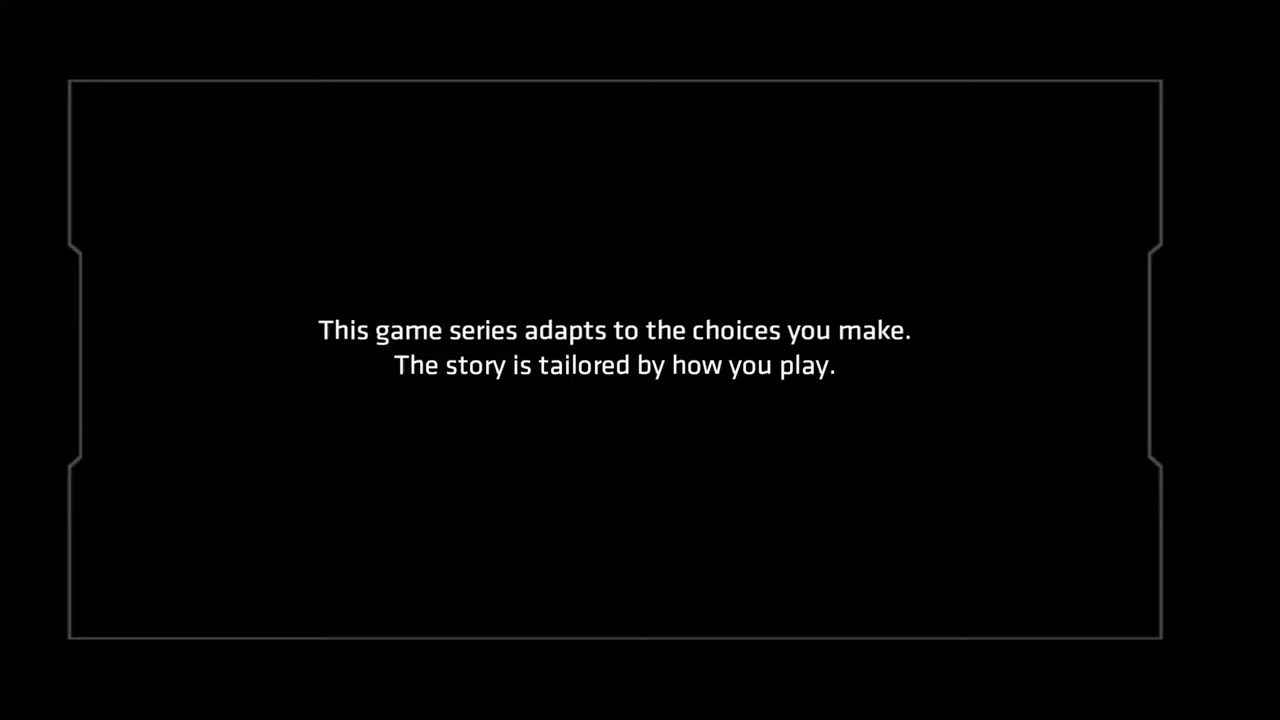 This game series adapts to the choices you make.
The story is tailored by how you play.